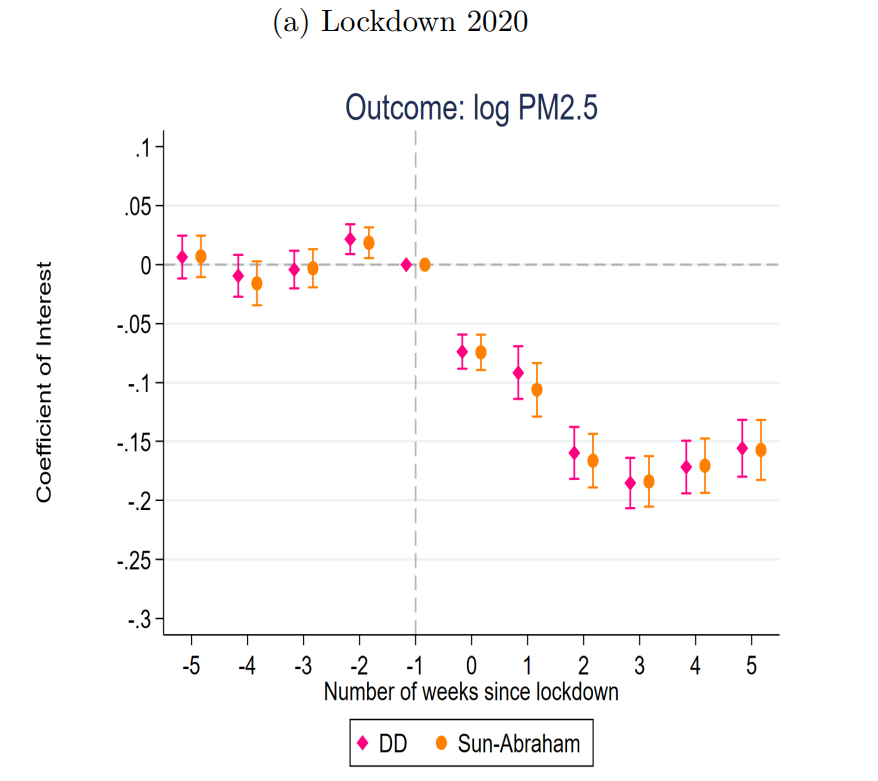 (a) Lockdown 2020
Outcome: log PM2.5
.1
.05
0
-.05
-.1
-.15
-.2
-.25
-.3
Coefficient of Interest
-5 -4 -3 -2 -1 0 1 2 3 4 5
Number of weeks since lockdown
DD Sun-Abraham